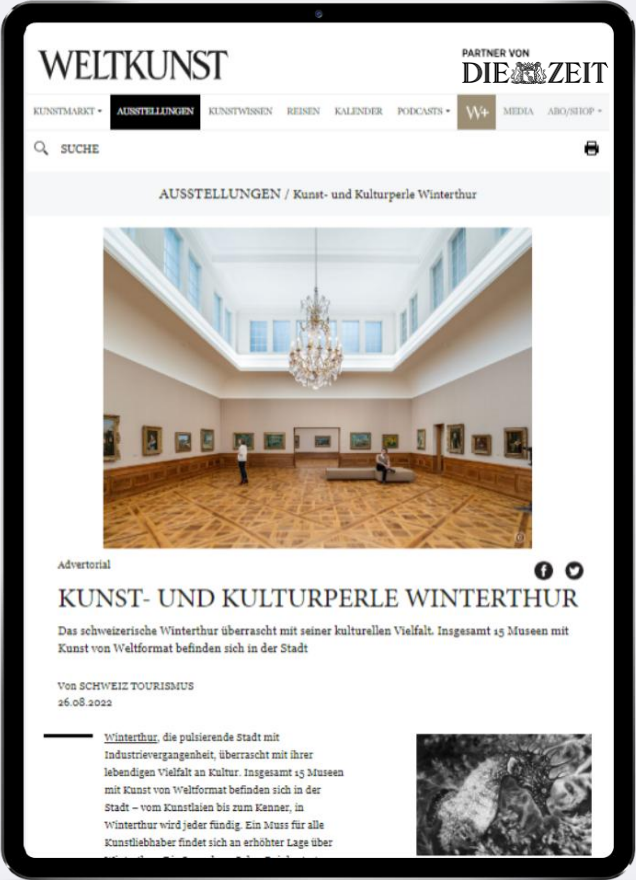 WELTKUNST
PARTNER VON
DIE ZEIT
KUNSTMARKT AUSSTELLUNGEN KUNSTWISSEN REISEN KALENDER PODCASTS W+ MEDIA ABO/SHOP
SUCHE
AUSSTELLUNGEN / Kunst- und Kulturperle Winterthur
©
Advertorial
KUNST- UND KULTURPERLE WINTERTHUR
Das schweizerische Winterthur überrascht mit seiner kulturellen Vielfalt. Insgesamt 15 Museen mit
Kunst von Weltformat befinden sich in der Stadt
Von SCHWEIZ TOURISMUS
26.08.2022
Winterthur, die pulsierende Stadt mit
Industrievergangenheit, überrascht mit ihrer
lebendigen Vielfalt an Kultur. Insgesamt 15 Museen
mit Kunst von Weltformat befinden sich in der
Stadt – vom Kunstlaien bis zum Kenner, in
Winterthur wird jeder fündig. Ein Muss für alle
Kunstliebhaber findet sich an erhöhter Lage über